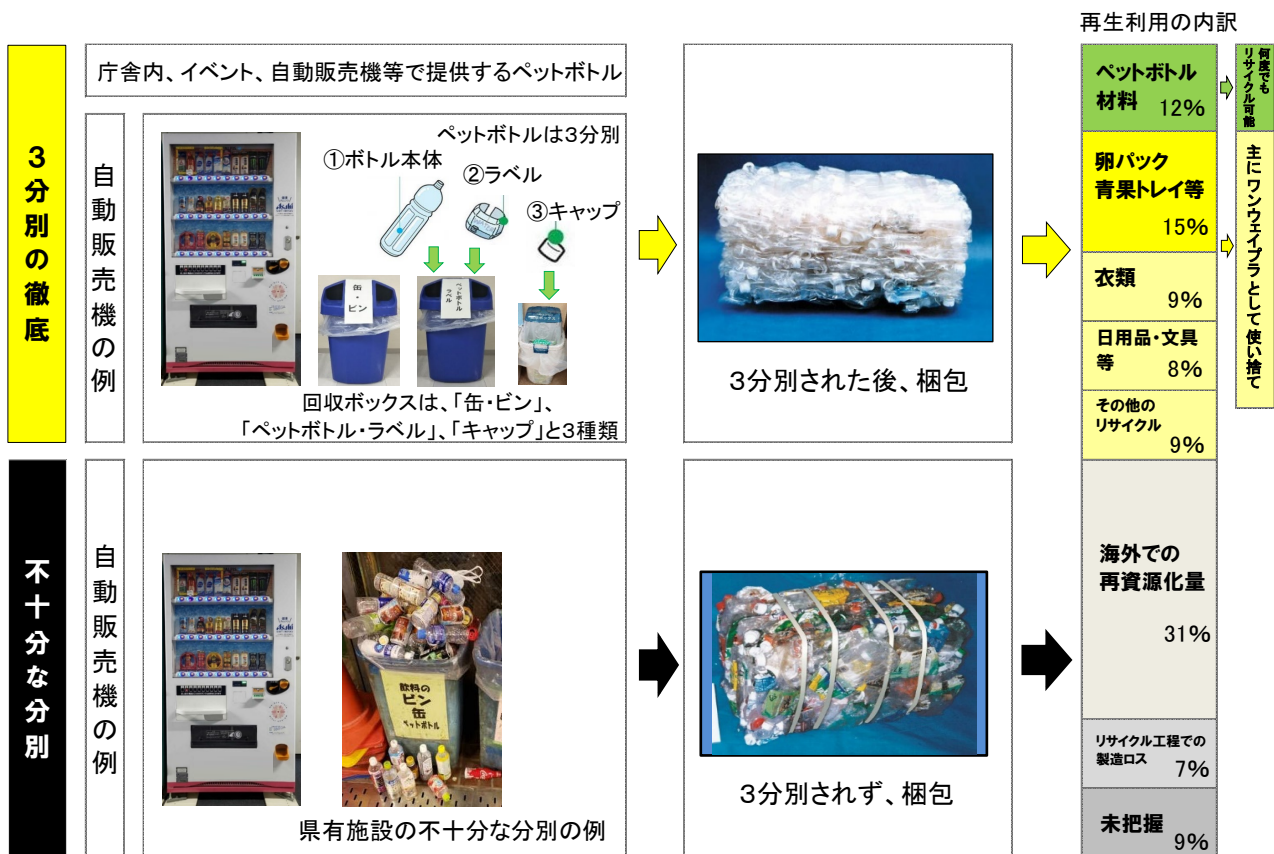 再生利用の内訳
3分別の徹底
庁舎内、イベント、自動販売機等で提供するペットボトル
自動販売機の例
ペットボトルは3分別
①ボトル本体
②ラベル
③キャップ
缶・
ビン
ペットボトル
ラベル
回収ボックスは、「缶・ビン」、
「ペットボトル・ラベル」、「キャップ」と3種類
3分別された後、梱包
ペットボトル
材料 12%
何度でも
リサイクル可能
卵パック
青果トレイ等
15%
衣類
9%
日用品・文具
等 8%
その他の
リサイクル
9%
主にワンウェイプラとして使い捨て
不十分な分別
自動販売機の例
Asahi
Asahi
飲料の
ビン
缶
ペットボトル
県有施設の不十分な分別の例
3分別されず、梱包
海外での
再資源化量
31%
リサイクル工程での
製造ロス 7%
未把握
9%